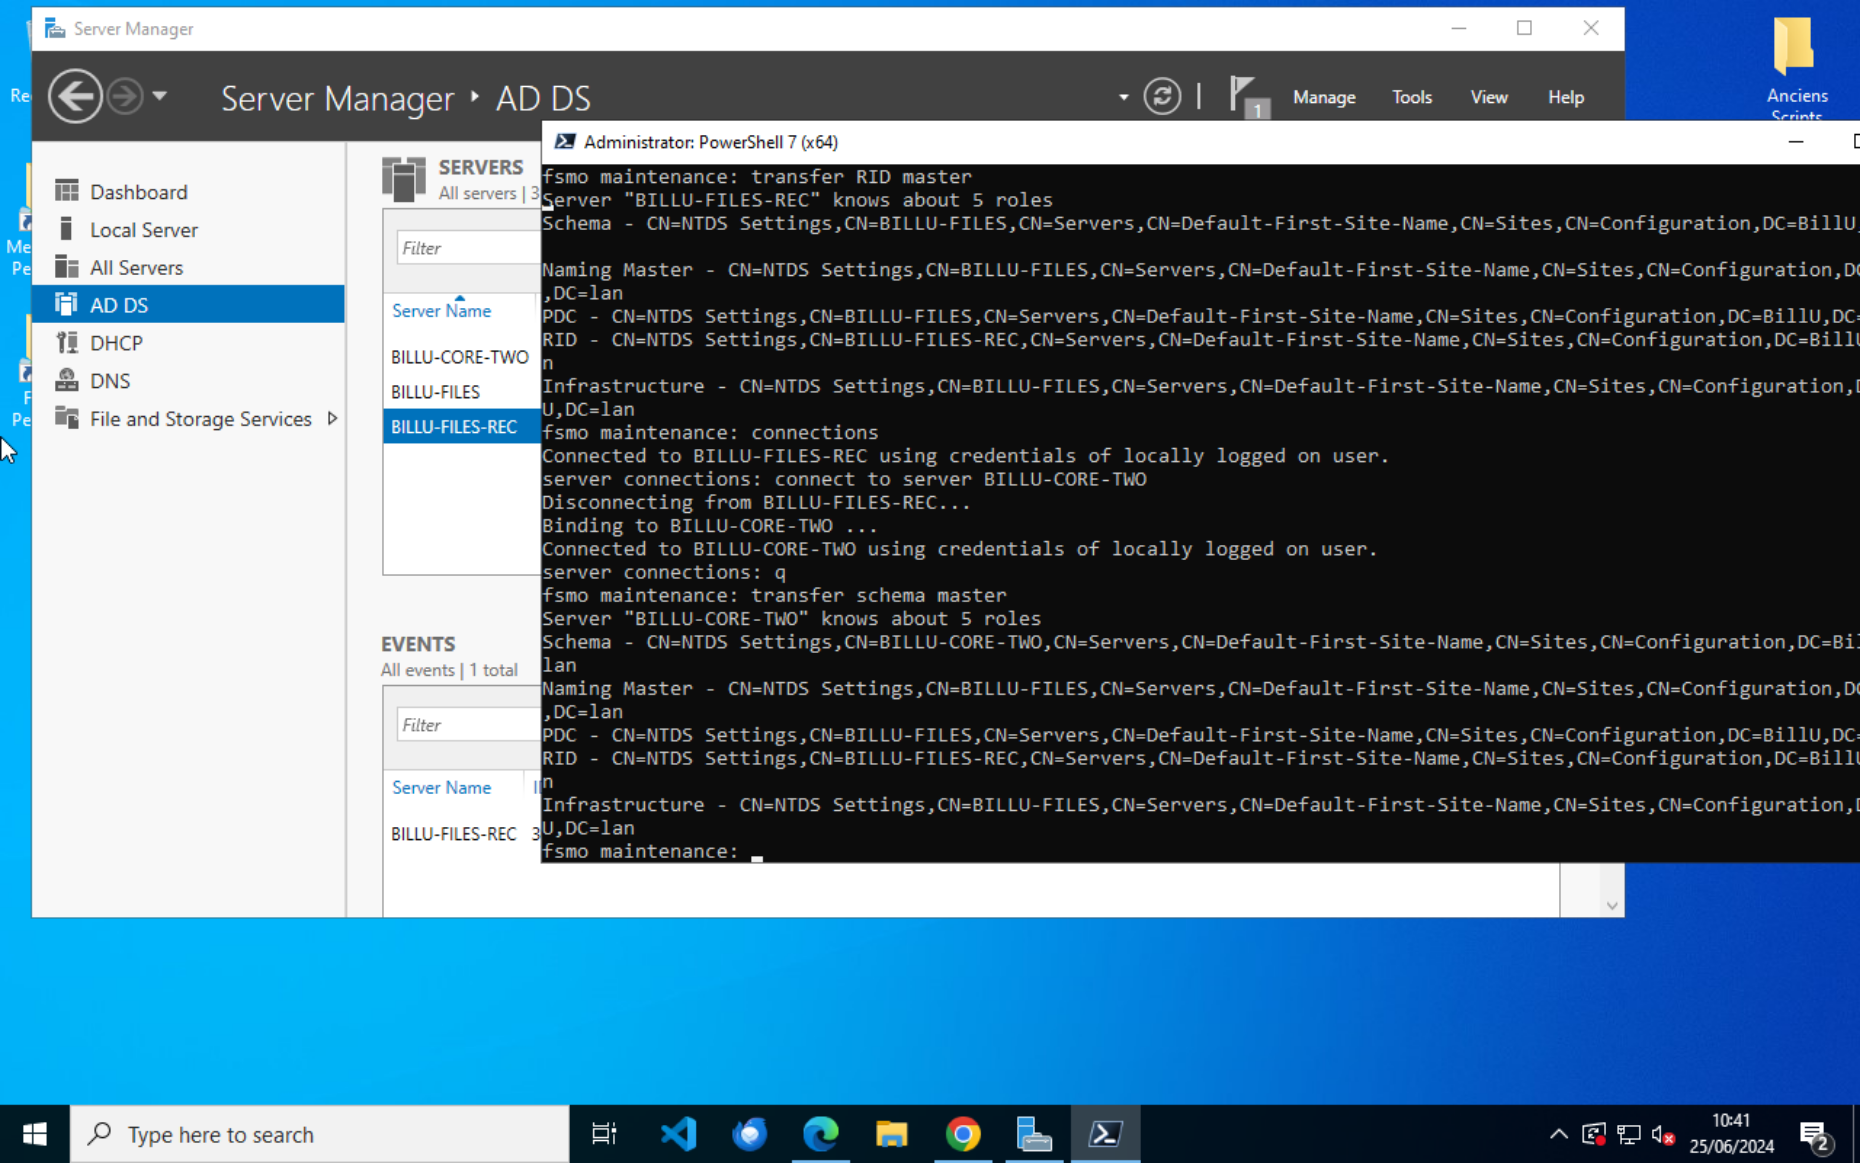 Server Manager
Server Manager ‣ AD DS
1
Manage
Tools
View
Help
Anciens
Scripts
Re
Me
Pe
F
Pe
Dashboard
Local Server
All Servers
AD DS
DHCP
DNS
File and Storage Services
SERVERS
All servers | 3
Filter
Server Name
BILLU-CORE-TWO
BILLU-FILES
BILLU-FILES-REC
EVENTS
All events | 1 total
Filter
Server Name
BILLU-FILES-REC 3
Administrator: PowerShell 7 (x64)
fsmo maintenance: transfer RID master
Server "BILLU-FILES-REC" knows about 5 roles
Schema - CN=NTDS Settings,CN=BILLU-FILES,CN=Servers,CN=Default-First-Site-Name,CN=Sites,CN=Configuration,DC=BillU,
Naming Master - CN=NTDS Settings,CN=BILLU-FILES,CN=Servers,CN=Default-First-Site-Name,CN=Sites,CN=Configuration,DC
,DC=lan
PDC - CN=NTDS Settings,CN=BILLU-FILES,CN=Servers,CN=Default-First-Site-Name,CN=Sites,CN=Configuration,DC=BillU,DC=
RID - CN=NTDS Settings,CN=BILLU-FILES-REC,CN=Servers,CN=Default-First-Site-Name,CN=Sites,CN=Configuration,DC=BillU
n
Infrastructure - CN=NTDS Settings,CN=BILLU-FILES,CN=Servers,CN=Default-First-Site-Name,CN=Sites,CN=Configuration,D
U,DC=lan
fsmo maintenance: connections
Connected to BILLU-FILES-REC using credentials of locally logged on user.
server connections: connect to server BILLU-CORE-TWO
Disconnecting from BILLU-FILES-REC...
Binding to BILLU-CORE-TWO ...
Connected to BILLU-CORE-TWO using credentials of locally logged on user.
server connections: q
fsmo maintenance: transfer schema master
Server "BILLU-CORE-TWO" knows about 5 roles
Schema - CN=NTDS Settings,CN=BILLU-CORE-TWO,CN=Servers,CN=Default-First-Site-Name,CN=Sites,CN=Configuration,DC=Bil
lan
Naming Master - CN=NTDS Settings,CN=BILLU-FILES,CN=Servers,CN=Default-First-Site-Name,CN=Sites,CN=Configuration,DC
,DC=lan
PDC - CN=NTDS Settings,CN=BILLU-FILES,CN=Servers,CN=Default-First-Site-Name,CN=Sites,CN=Configuration,DC=BillU,DC=
RID - CN=NTDS Settings,CN=BILLU-FILES-REC,CN=Servers,CN=Default-First-Site-Name,CN=Sites,CN=Configuration,DC=BillU
n
Infrastructure - CN=NTDS Settings,CN=BILLU-FILES,CN=Servers,CN=Default-First-Site-Name,CN=Sites,CN=Configuration,D
U,DC=lan
fsmo maintenance:
Type here to search
10:41
25/06/2024
2